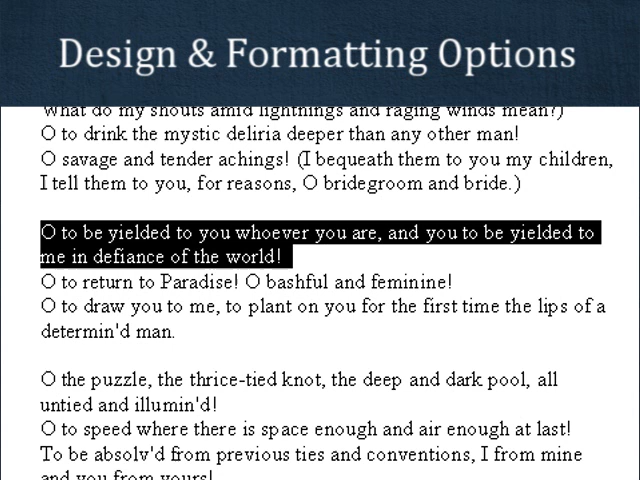 Design & Formatting Options
What do my shouts amid lightnings and raging winds mean?)
O to drink the mystic deliria deeper than any other man!
O savage and tender achings! (I bequeath them to you my children,
I tell them to you, for reasons, O bridegroom and bride.)
O to be yielded to you whoever you are, and you to be yielded to
me in defiance of the world!
O to return to Paradise! O bashful and feminine!
O to draw you to me, to plant on you for the first time the lips of a
determin'd man.
O the puzzle, the thrice-tied knot, the deep and dark pool, all
untied and illumin'd!
O to speed where there is space enough and air enough at last!
To be absolv'd from previous ties and conventions, I from mine
and you from yours!